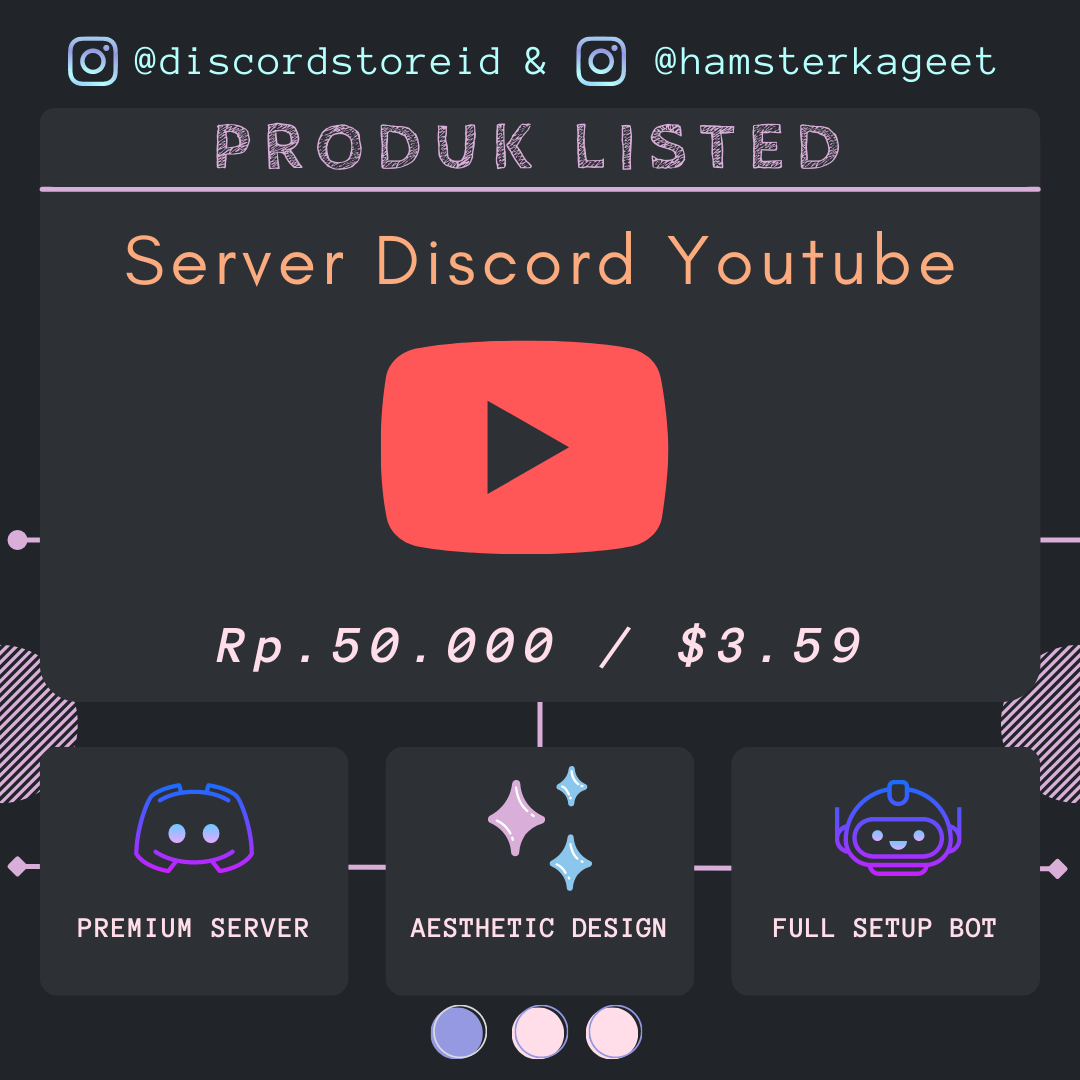 @discordstoreid & @hamsterkageet
PRODUK LISTED
Server Discord Youtube
Rp.50.000 / $3.59
PREMIUM SERVER
AESTHETIC DESIGN
FULL SETUP BOT